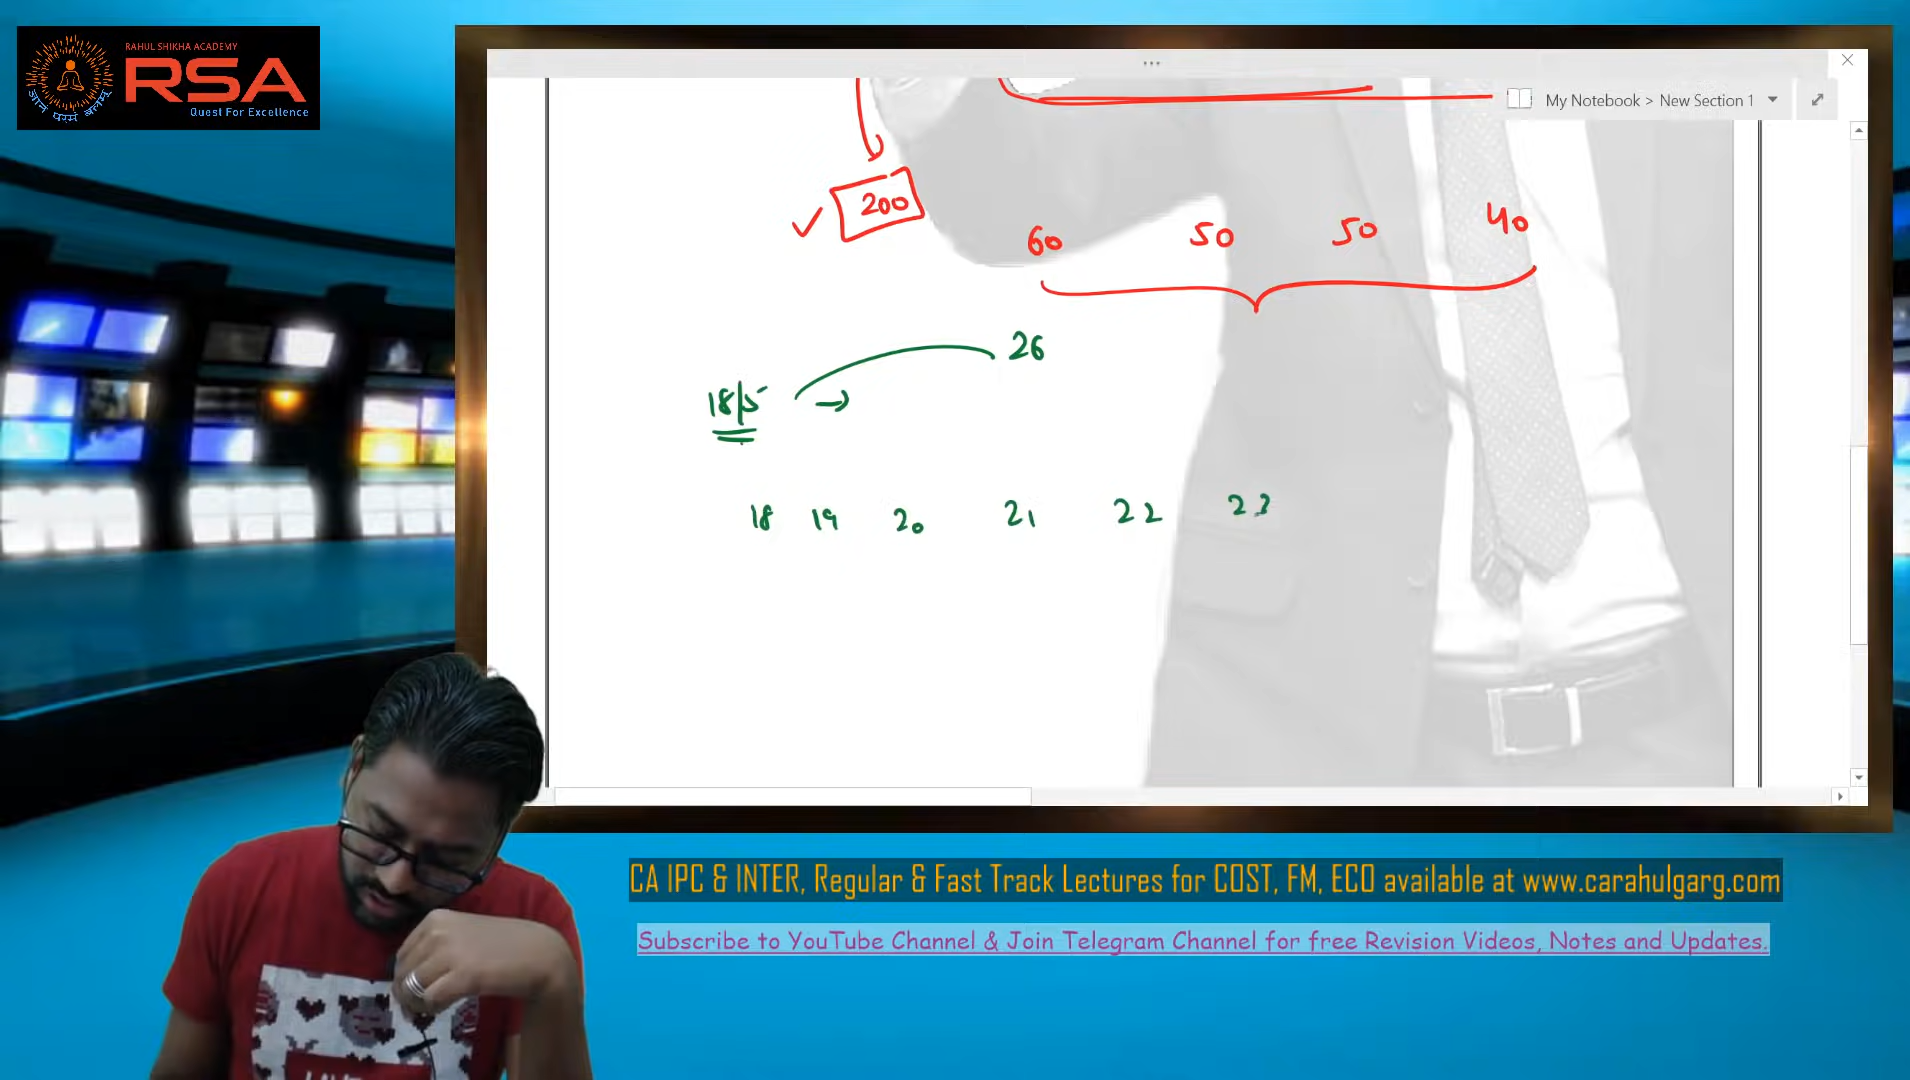 RAHUL SHIKHA ACADEMY
RSA
Quest For Excellence
My Notebook > New Section 1
200
60 50 50 40
26
18/5
18 19 20 21 22 23
CA IPC & INTER, Regular & Fast Track Lectures for COST, FM, ECO available at www.carahulgarg.com
Subscribe to YouTube Channel & Join Telegram Channel for free Revision Videos, Notes and Updates.